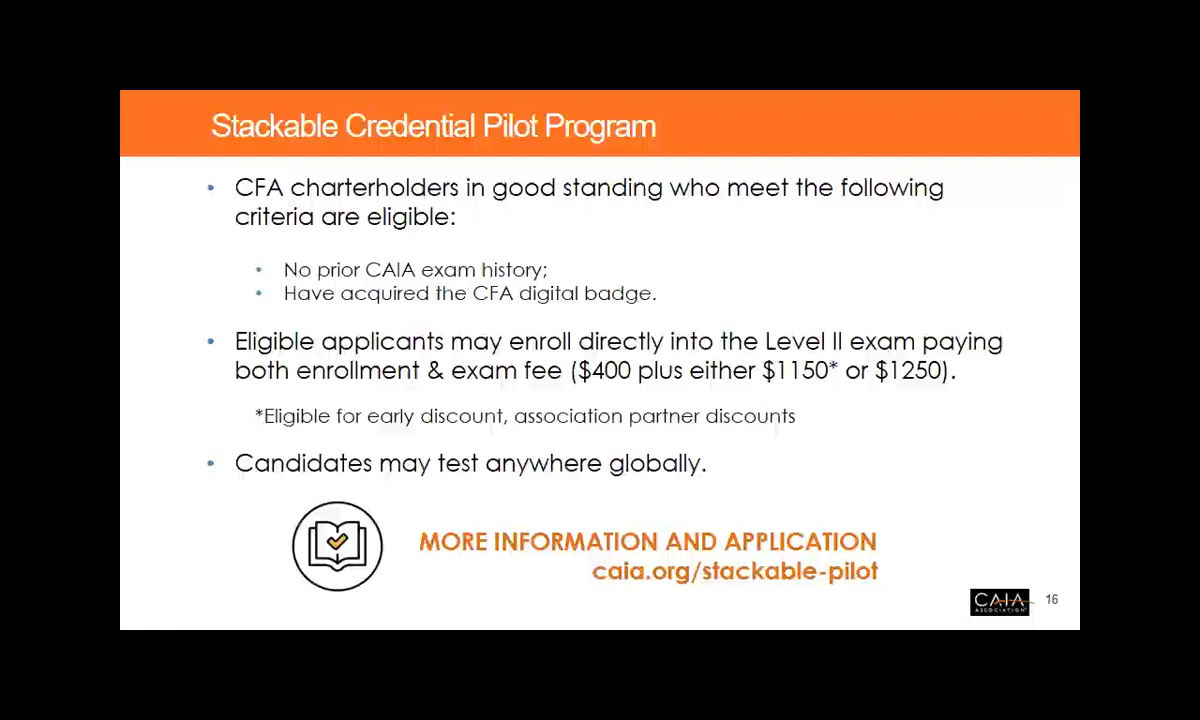 Stackable Credential Pilot Program
• CFA charterholders in good standing who meet the following
criteria are eligible:
• No prior CAIA exam history;
• Have acquired the CFA digital badge.
• Eligible applicants may enroll directly into the Level II exam paying
both enrollment & exam fee ($400 plus either $1150* or $1250).
*Eligible for early discount, association partner discounts
• Candidates may test anywhere globally.
MORE INFORMATION AND APPLICATION
caia.org/stackable-pilot
CAIA
ASSOCIATION
16